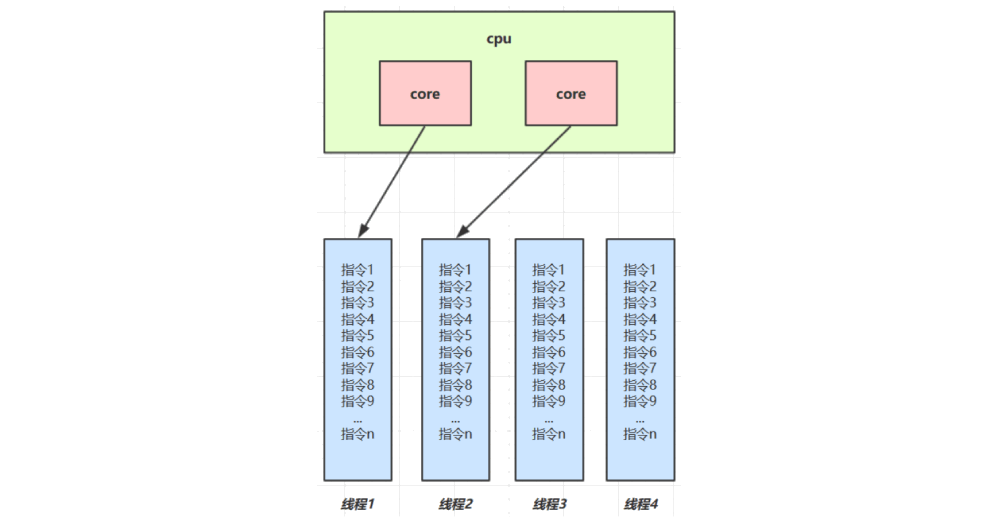 cpu
core core
指令1 指令1 指令1 指令1
指令2 指令2 指令2 指令2
指令3 指令3 指令3 指令3
指令4 指令4 指令4 指令4
指令5 指令5 指令5 指令5
指令6 指令6 指令6 指令6
指令7 指令7 指令7 指令7
指令8 指令8 指令8 指令8
指令9 指令9 指令9 指令9
... ... ... ...
指令n 指令n 指令n 指令n
线程1 线程2 线程3 线程4